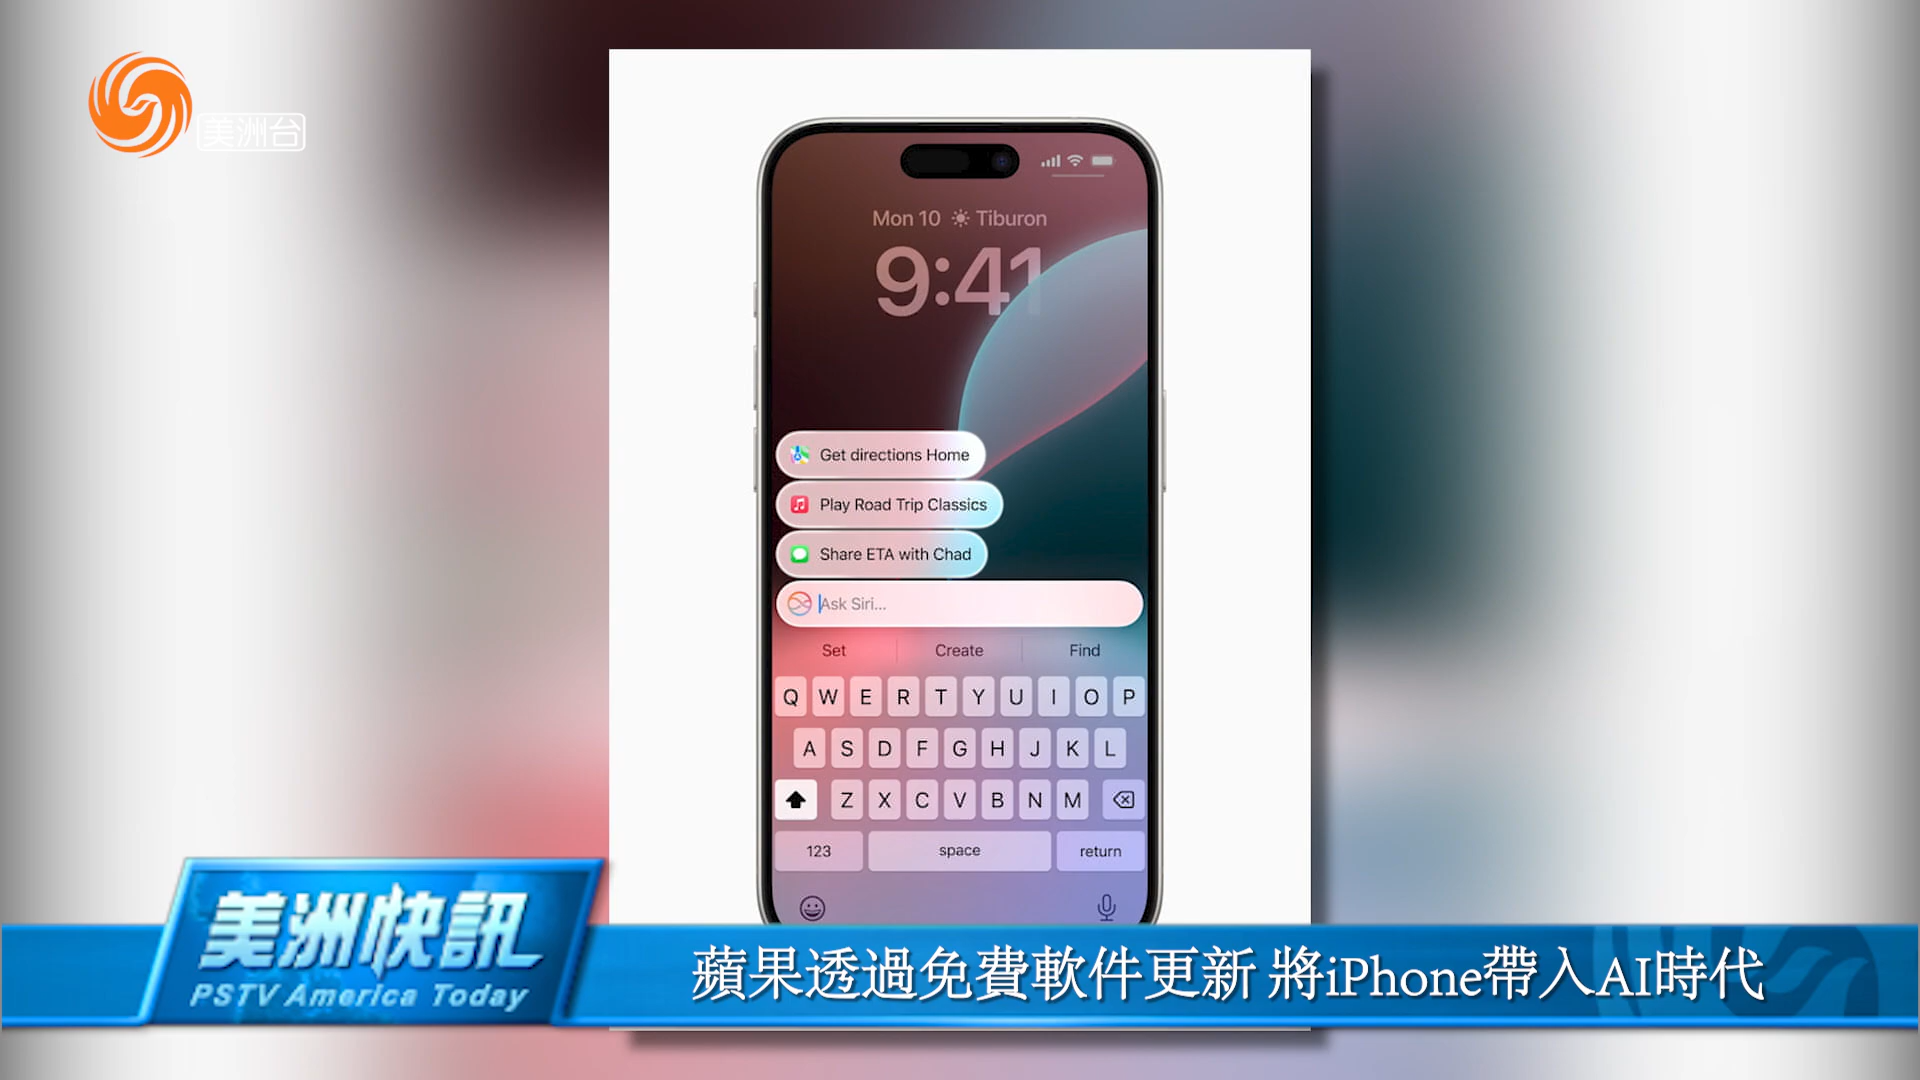 美洲台
Mon 10 Tiburon
9:41
Get directions Home
Play Road Trip Classics
Share ETA with Chad
Ask Siri...
Set Create Find
Q W E R T Y U I O P
A S D F G H J K L
Z X C V B N M
123 space return
美洲快訊
PSTV America Today
蘋果透過免費軟件更新 將iPhone帶入AI時代